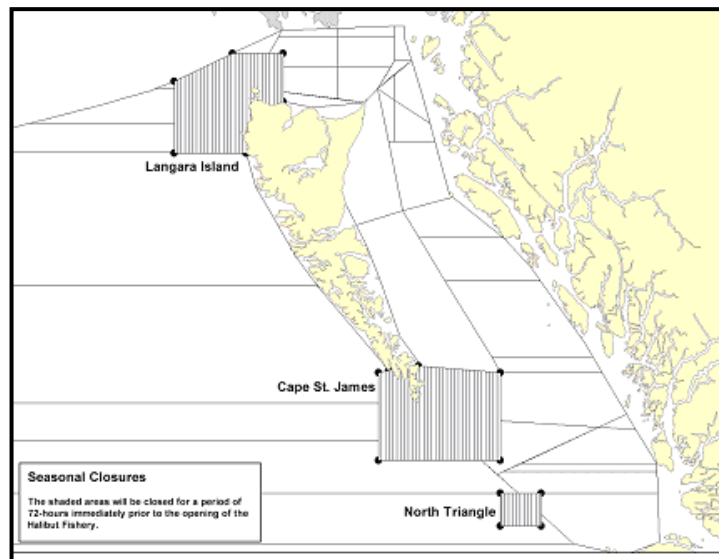 Langara Island
Cape St. James
Seasonal Closures
The shaded areas will be closed for a period of
72-hours immediately prior to the opening of the
Halibut Fishery.
North Triangle